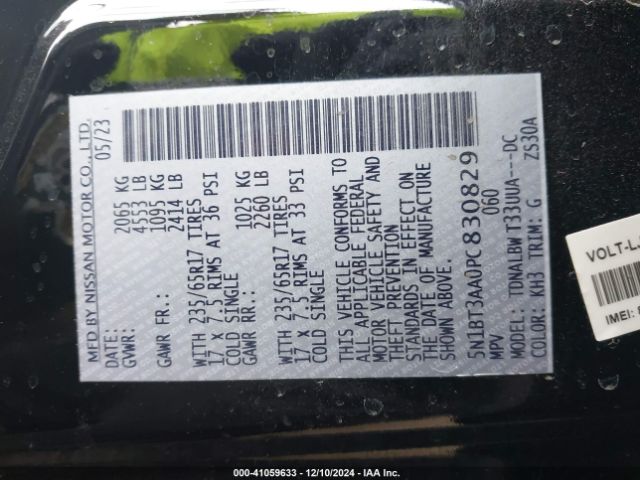 MFD BY NISSAN MOTOR CO., LTD.
DATE: 05/23
GVWR: 2065 KG
4553 LB
GAWR FR.: 1095 KG
2414 LB
WITH 235/65R17 TIRES
17 X 7.5 RIMS AT 36 PSI
COLD SINGLE
GAWR RR.: 1025 KG
2260 LB
WITH 235/65R17 TIRES
17 X 7.5 RIMS AT 33 PSI
COLD SINGLE
THIS VEHICLE CONFORMS TO
ALL APPLICABLE FEDERAL
MOTOR VEHICLE SAFETY AND
THEFT PREVENTION
STANDARDS IN EFFECT ON
THE DATE OF MANUFACTURE
SHOWN ABOVE.
5N1BT3AA0PC830829
MPV 060
MODEL: TDNALBWT33UUA---DC
COLOR: KH3 TRIM: G ZS30A
VOLT-L
IMEI:
000-41059633 - 12/10/2024 - IAA Inc.